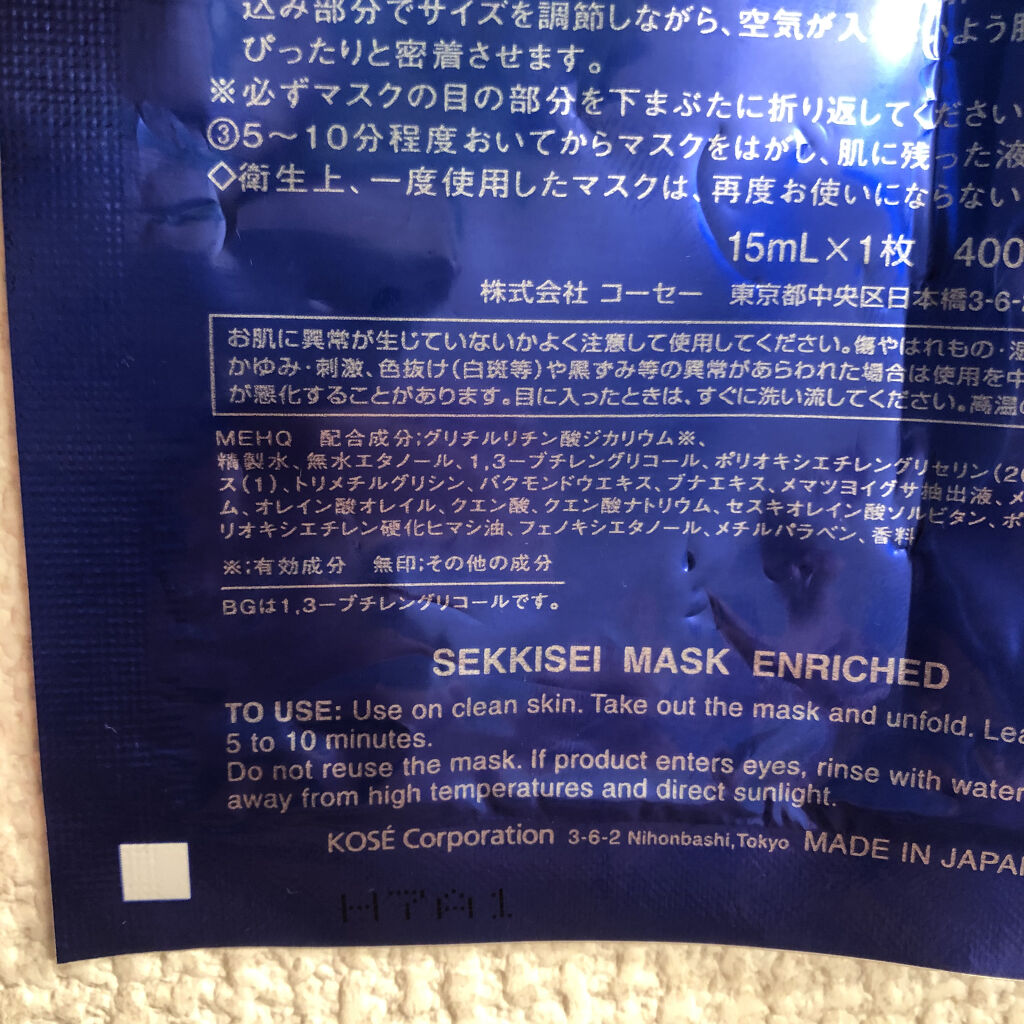 込み部分でサイズを調節しながら、空気が入
ぴったりと密着させます。
※必ずマスクの目の部分を下まぶたに折り返してください
③5～10分程度おいてからマスクをはがし、肌に残った液
◇衛生上、一度使用したマスクは、再度お使いにならない
15mL×1枚 400
株式会社 コーセー 東京都中央区日本橋3-6-
お肌に異常が生じていないかよく注意して使用してください。傷やはれもの・湿
かゆみ・刺激、色抜け(白斑等)や黒ずみ等の異常があらわれた場合は使用を中
が悪化することがあります。目に入ったときは、すぐに洗い流してください。高温の
MEHQ 配合成分:グリチルリチン酸ジカリウム※、
精製水、無水エタノール、1,3ーブチレングリコール、ポリオキシエチレングリセリン(26
ス(1)、トリメチルグリシン、バクモンドウエキス、ブナエキス、メマツヨイグサ抽出液、メ
ム、オレイン酸オレイル、クエン酸、クエン酸ナトリウム、セスキオレイン酸ソルビタン、ポ
リオキシエチレン硬化ヒマシ油、フェノキシエタノール、メチルパラベン、香料
※:有効成分 無印:その他の成分
BGは1,3ーブチレングリコールです。
SEKKISEI MASK ENRICHED
TO USE: Use on clean skin. Take out the mask and unfold. Lea
5 to 10 minutes.
Do not reuse the mask. If product enters eyes, rinse with water
away from high temperatures and direct sunlight.
KOSÉ Corporation 3-6-2 Nihonbashi,Tokyo MADE IN JAPAN
HTA1